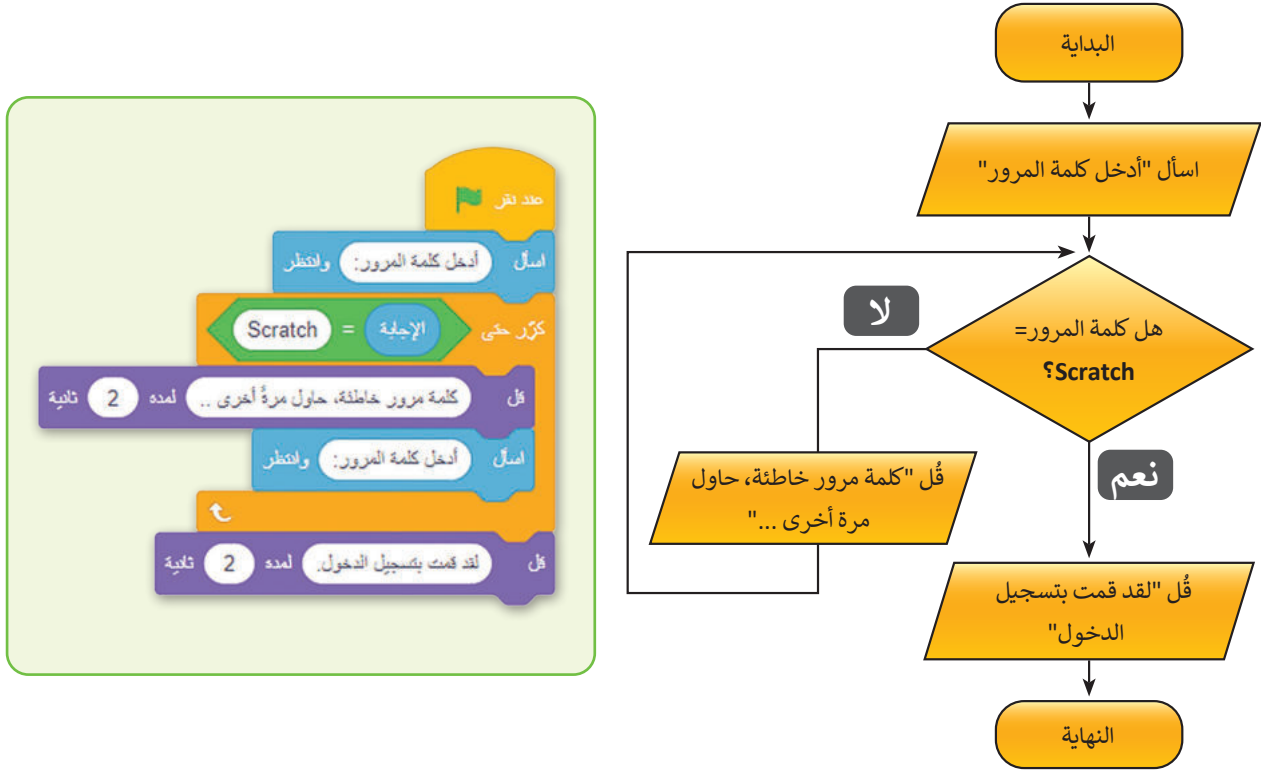 البداية
اسأل "أدخل كلمة المرور"
هل كلمة المرور=
Scratch؟
لا
نعم
قُل "كلمة مرور خاطئة، حاول
مرة أخرى ..."
قُل "لقد قمت بتسجيل
الدخول"
النهاية
عند نقر
اسأل أدخل كلمة المرور: وانتظر
كرّر حتى الإجابة = Scratch
قل كلمة مرور خاطئة، حاول مرةً أخرى .. لمده 2 ثانية
اسأل أدخل كلمة المرور: وانتظر
قل لقد قمت بتسجيل الدخول. لمده 2 ثانية